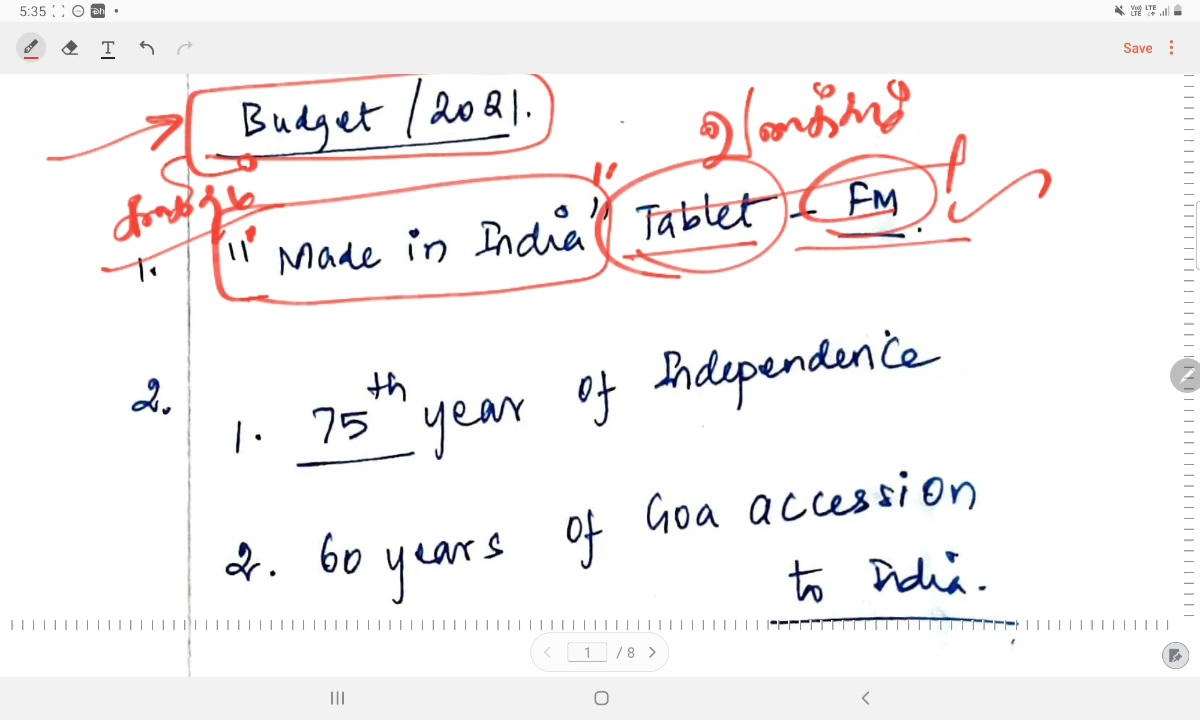 5:35
Save
Budget / 2021.
1. "Made in India" Tablet - FM.
2. 1. 75th year of Independence
2. 60 years of Goa accession
to India.
1 / 8